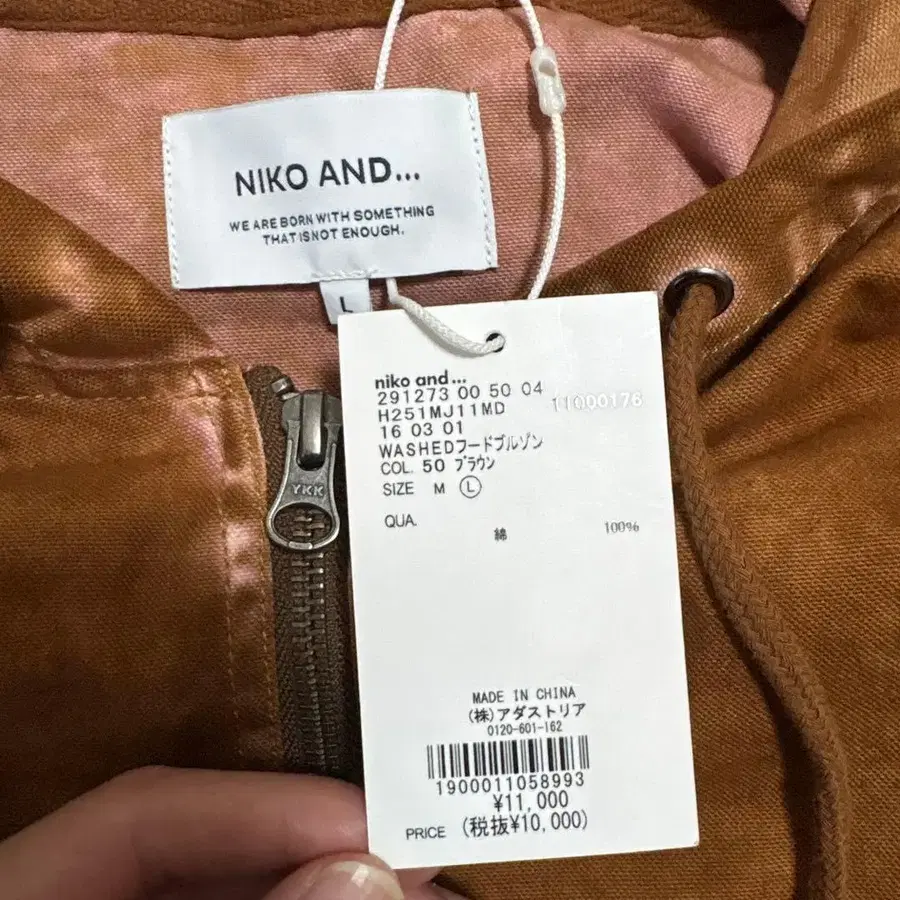 NIKO AND...
WE ARE BORN WITH SOMETHING
THAT IS NOT ENOUGH.
L
niko and...
291273 00 50 04
H251MJ11MD 11000176
16 03 01
WASHEDフードブルゾン
COL. 50 ブラウン
SIZE M Ⓛ
QUA.
綿 100%
YKK
MADE IN CHINA
(株)アダストリア
0120-601-162
1900011058993
¥11,000
PRICE (税抜¥10,000)